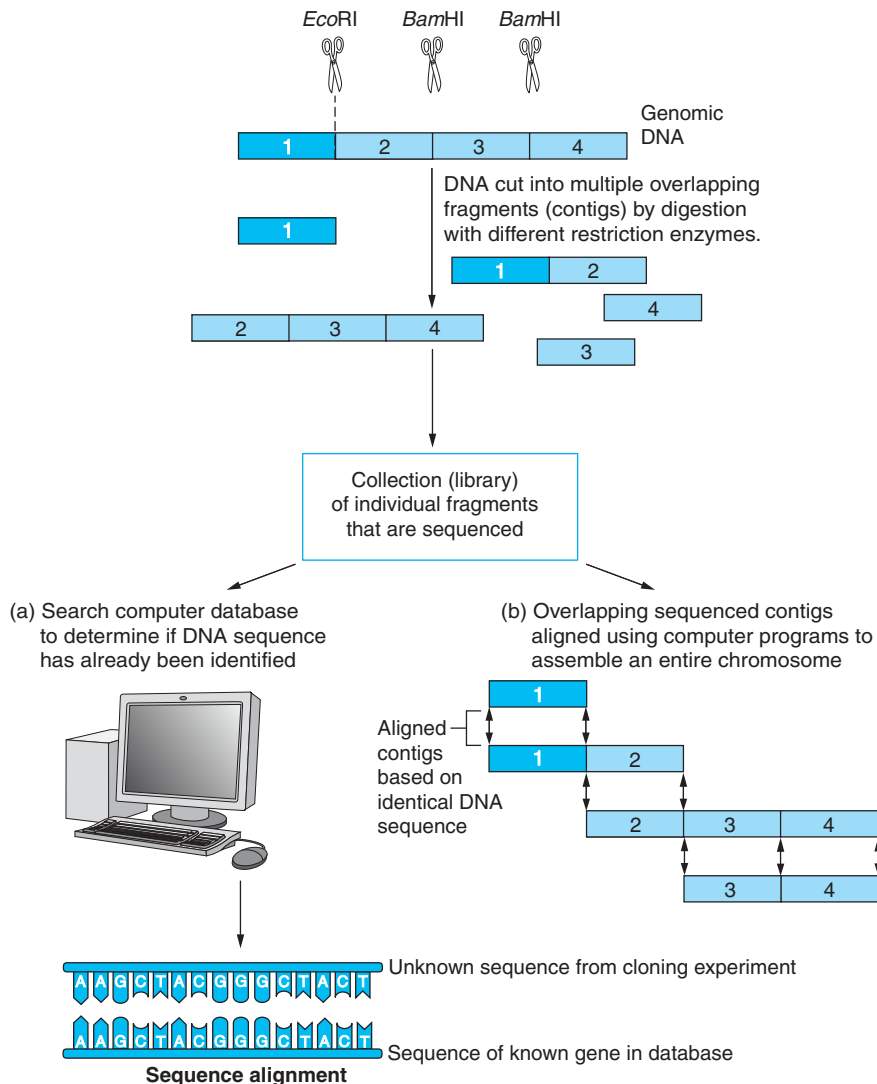 EcoRI BamHI BamHI
Genomic
DNA
1 2 3 4
DNA cut into multiple overlapping
fragments (contigs) by digestion
with different restriction enzymes.
1
1 2
4
2 3 4
3
Collection (library)
of individual fragments
that are sequenced
(a) Search computer database
to determine if DNA sequence
has already been identified
(b) Overlapping sequenced contigs
aligned using computer programs to
assemble an entire chromosome
1
Aligned
contigs
based on
identical DNA
sequence
1 2
2 3 4
3 4
Unknown sequence from cloning experiment
AAGCTACGGGCTACT
AAGCTACGGGCTACT
Sequence of known gene in database
Sequence alignment